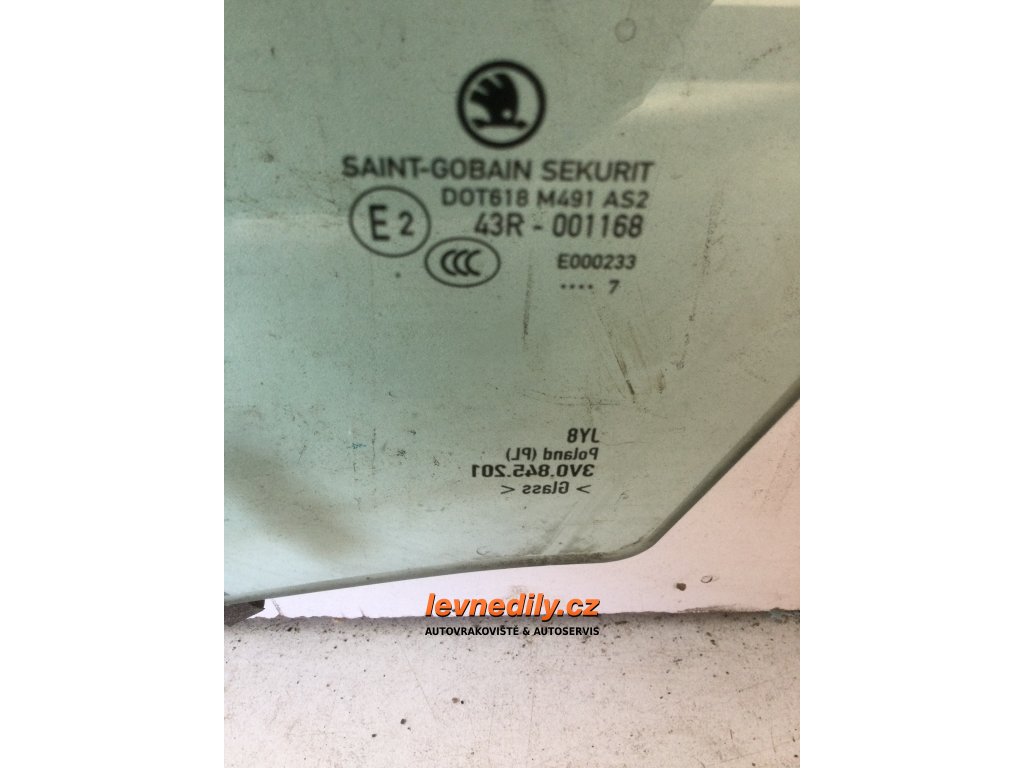 SAINT-GOBAIN SEKURIT
DOT618 M491 AS2
E2 43R - 001168
CCC E000233
.... 7
JY8
Poland (PL)
3V0.845.201
> Glass <
levnedily.cz
AUTOVRAKOVIŠTĚ & AUTOSERVIS